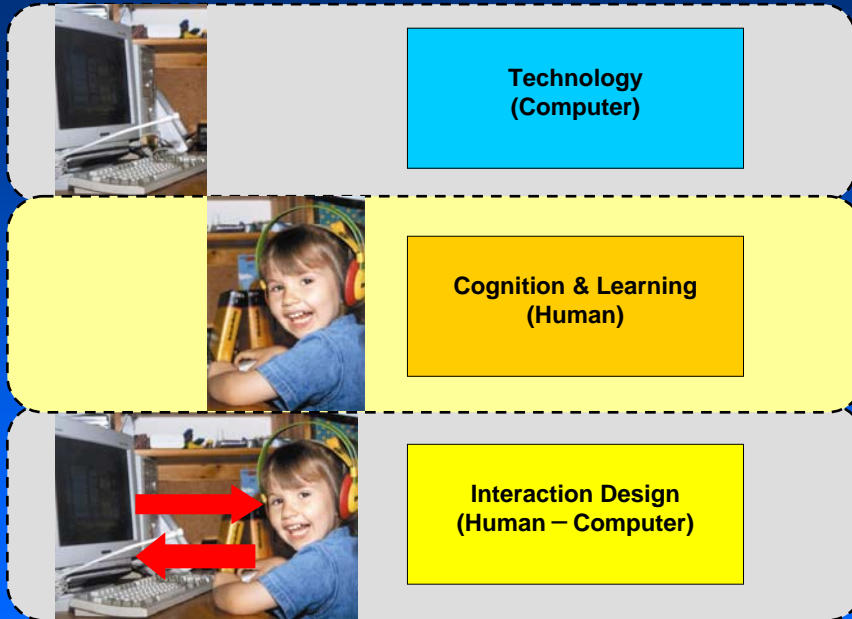 Technology
(Computer)
Cognition & Learning
(Human)
Interaction Design
(Human – Computer)